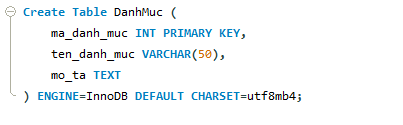 Create Table DanhMuc (
ma_danh_muc INT PRIMARY KEY,
ten_danh_muc VARCHAR(50),
mo_ta TEXT
) ENGINE=InnoDB DEFAULT CHARSET=utf8mb4;